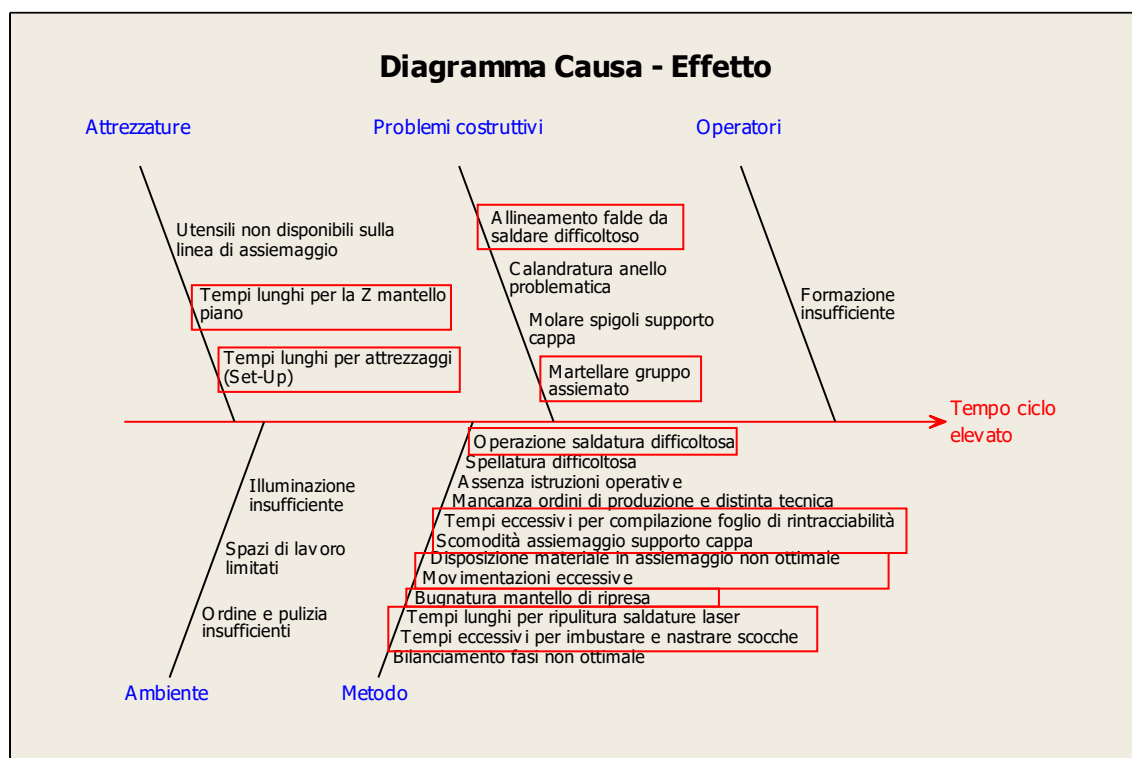 Diagramma Causa - Effetto
Attrezzature
Problemi costruttivi
Operatori
Utensili non disponibili sulla
linea di assiemaggio
Tempi lunghi per la Z mantello
piano
Tempi lunghi per attrezzaggi
(Set-Up)
Allineamento falde da
saldare difficoltoso
Calandratura anello
problematica
Molare spigoli supporto
cappa
Martellare gruppo
assiemato
Formazione
insufficiente
Tempo ciclo
elevato
Illuminazione
insufficiente
Spazi di lavoro
limitati
Ordine e pulizia
insufficienti
Operazione saldatura difficoltosa
Spellatura difficoltosa
Assenza istruzioni operative
Mancanza ordini di produzione e distinta tecnica
Tempi eccessivi per compilazione foglio di rintracciabilità
Scomodità assiemaggio supporto cappa
Disposizione materiale in assiemaggio non ottimale
Movimentazioni eccessive
Bugnatura mantello di ripresa
Tempi lunghi per ripulitura saldature laser
Tempi eccessivi per imbustare e nastrare scocche
Bilanciamento fasi non ottimale
Ambiente
Metodo